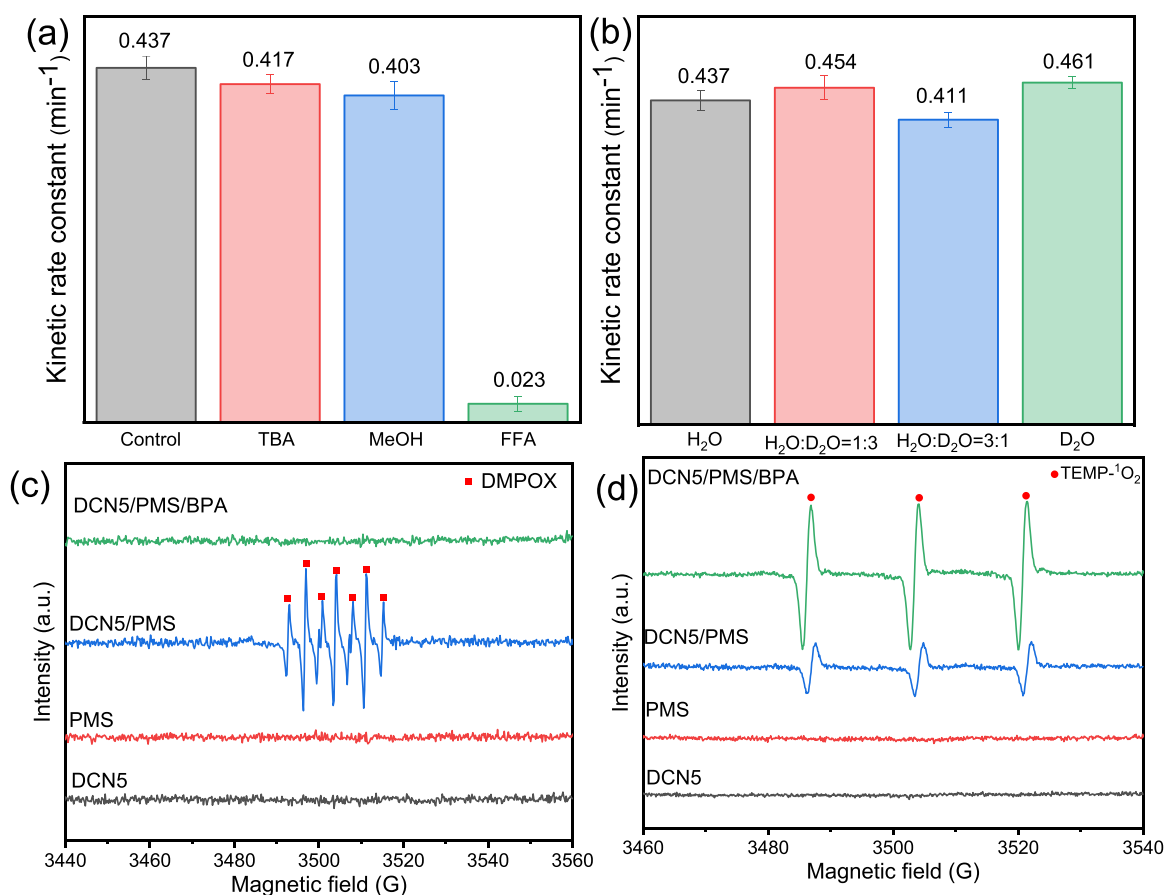 (a)
Kinetic rate constant (min⁻¹)
0.437
0.417
0.403
0.023
Control
TBA
MeOH
FFA
(b)
Kinetic rate constant (min⁻¹)
0.437
0.454
0.411
0.461
H₂O
H₂O:D₂O=1:3
H₂O:D₂O=3:1
D₂O
(c)
DMPOX
DCN5/PMS/BPA
DCN5/PMS
PMS
DCN5
Intensity (a.u.)
3440
3480
3500
3520
3540
3560
Magnetic field (G)
(d)
TEMP-¹O₂
DCN5/PMS/BPA
DCN5/PMS
PMS
DCN5
Intensity (a.u.)
3460
3480
3500
3520
3540
Magnetic field (G)